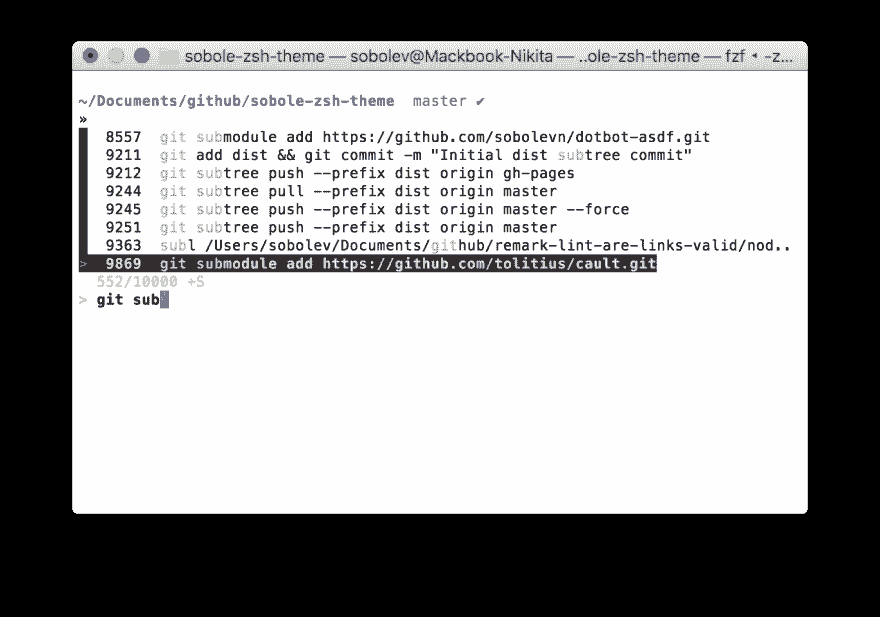 sobole-zsh-theme — sobolev@Mackbook-Nikita — ..ole-zsh-theme — fzf ◂ -z...
~/Documents/github/sobole-zsh-theme  master ✔
»
8557  git submodule add https://github.com/sobolevn/dotbot-asdf.git
9211  git add dist && git commit -m "Initial dist subtree commit"
9212  git subtree push --prefix dist origin gh-pages
9244  git subtree pull --prefix dist origin master
9245  git subtree push --prefix dist origin master --force
9251  git subtree push --prefix dist origin master
9363  subl /Users/sobolev/Documents/github/remark-lint-are-links-valid/nod..
> 9869  git submodule add https://github.com/tolitius/cault.git
552/10000 +S
> git sub